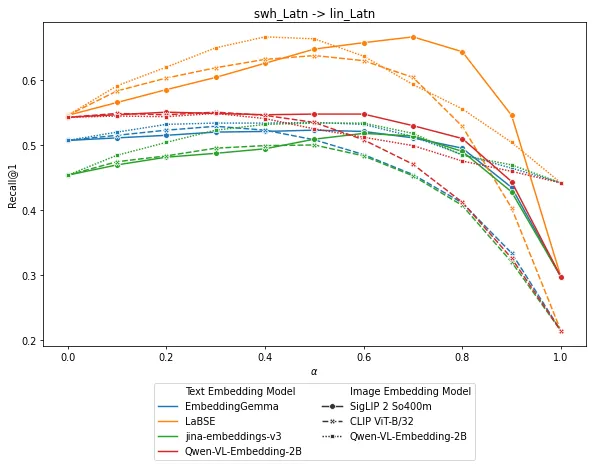 swh_Latn -> lin_Latn
Recall@1
0.6
0.5
0.4
0.3
0.2
0.0
0.2
0.4
0.6
0.8
1.0
α
Text Embedding Model
EmbeddingGemma
LaBSE
jina-embeddings-v3
Qwen-VL-Embedding-2B
Image Embedding Model
SigLIP 2 So400m
CLIP ViT-B/32
Qwen-VL-Embedding-2B